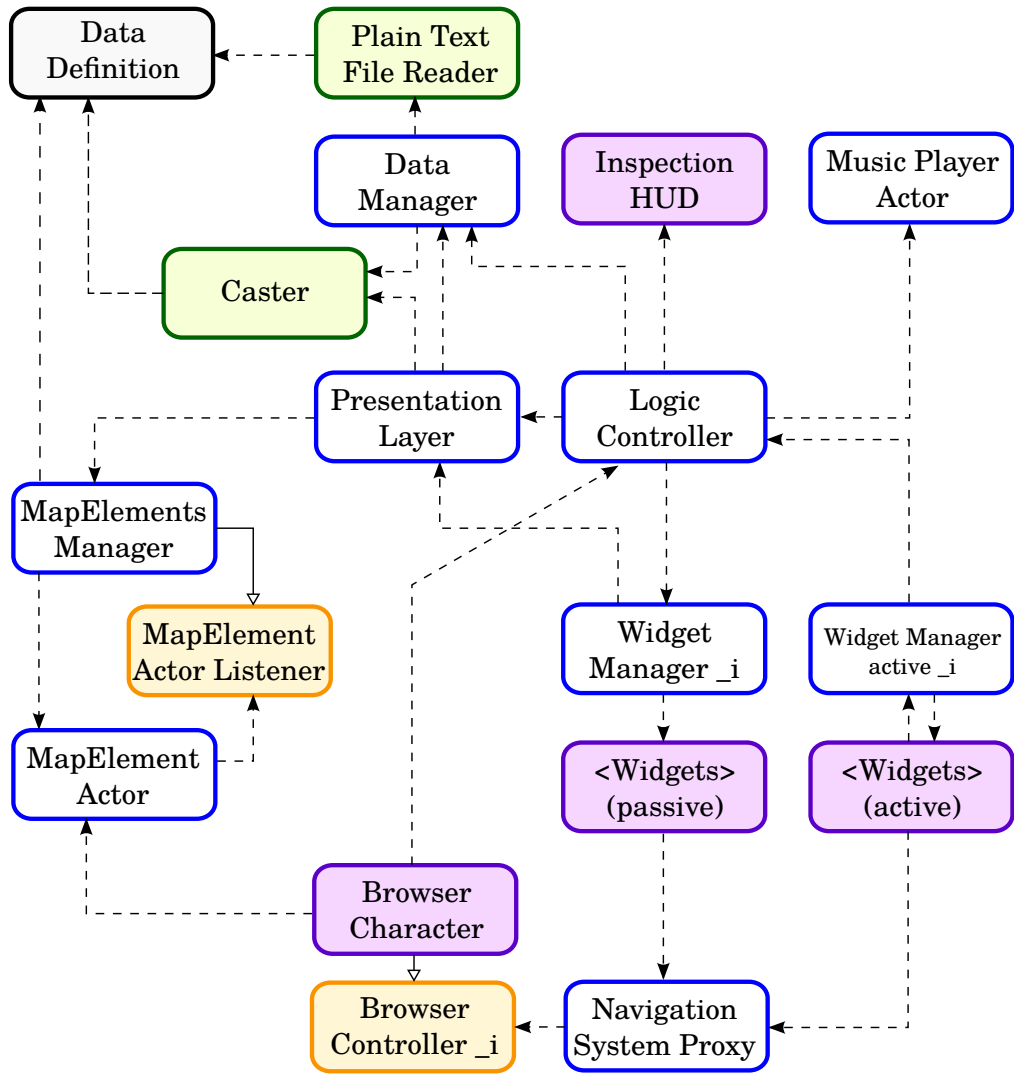 Data
Definition
Plain Text
File Reader
Data
Manager
Inspection
HUD
Music Player
Actor
Caster
Presentation
Layer
Logic
Controller
MapElements
Manager
MapElement
Actor Listener
Widget
Manager _i
Widget Manager
active _i
MapElement
Actor
<Widgets>
(passive)
<Widgets>
(active)
Browser
Character
Browser
Controller _i
Navigation
System Proxy